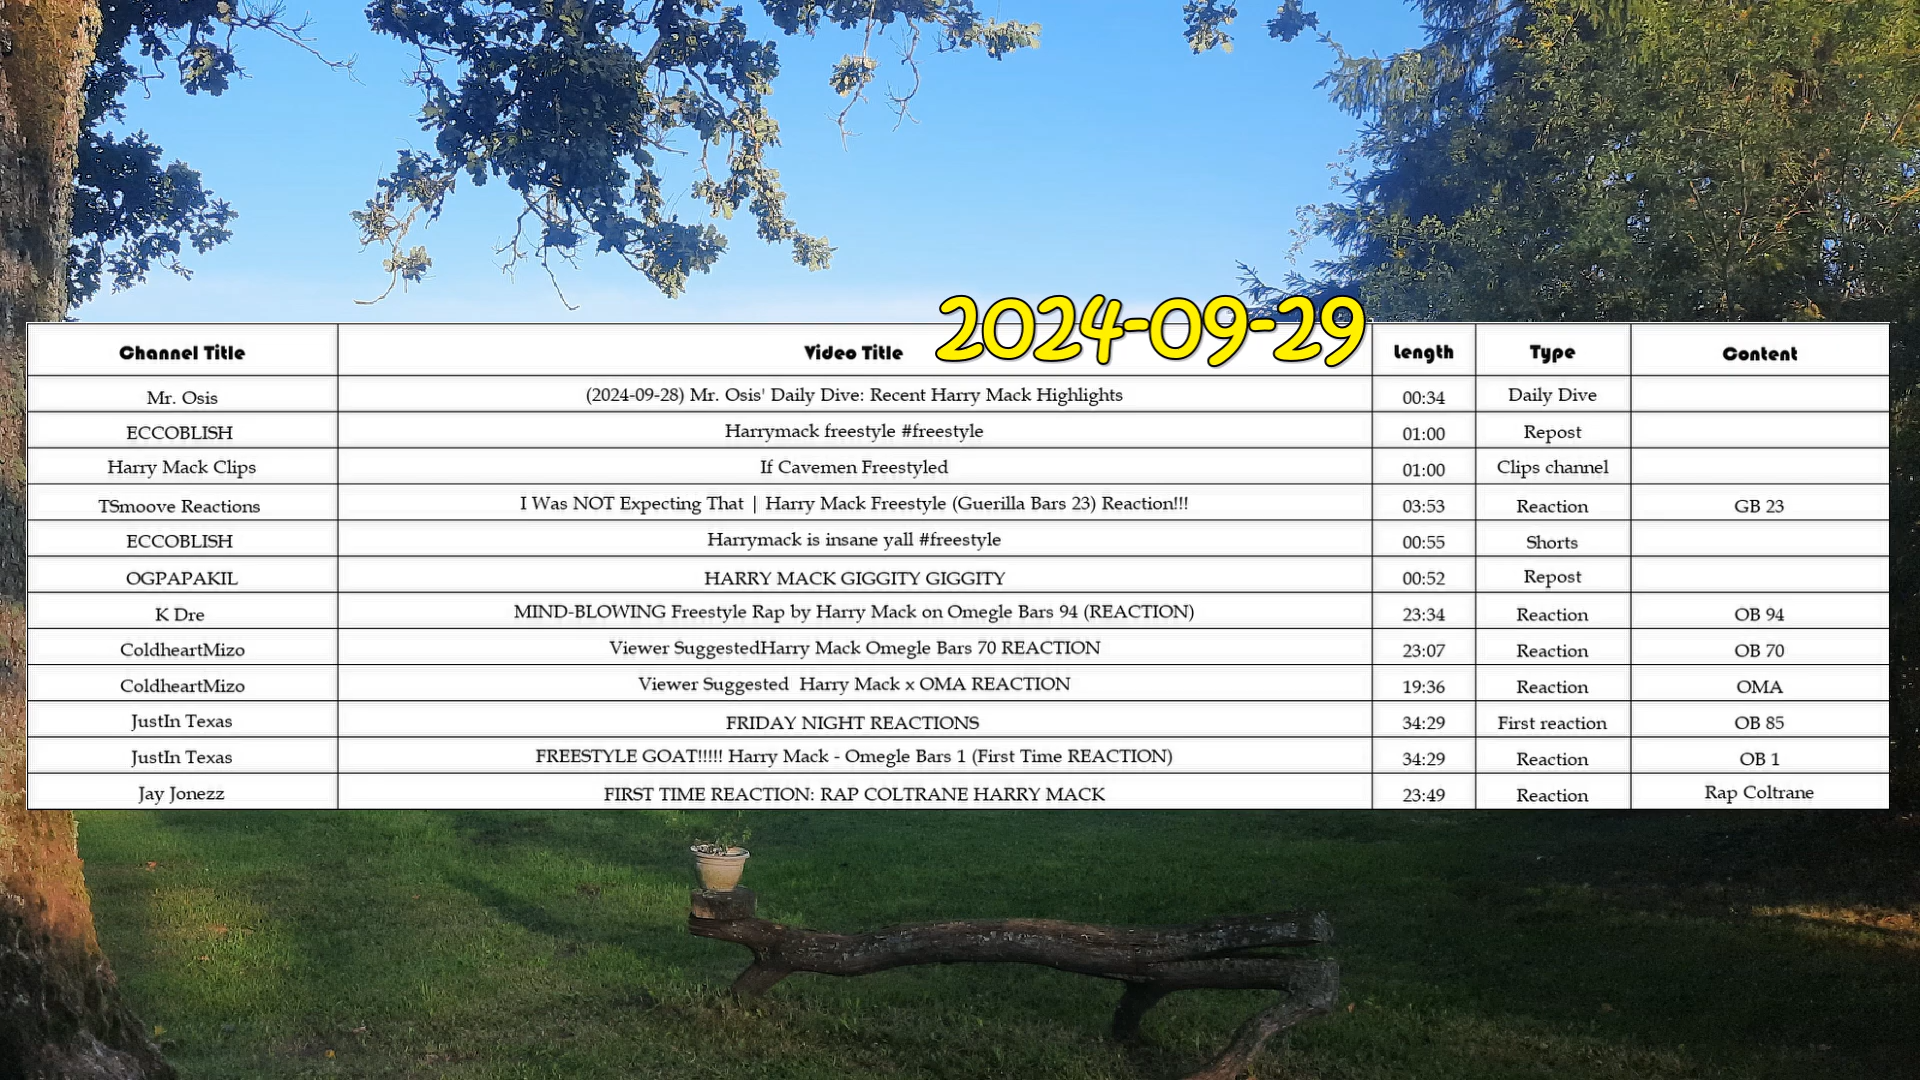 2024-09-29
Channel Title Video Title Length Type Content
Mr. Osis (2024-09-28) Mr. Osis' Daily Dive: Recent Harry Mack Highlights 00:34 Daily Dive
ECCOBLISH Harrymack freestyle #freestyle 01:00 Repost
Harry Mack Clips If Cavemen Freestyled 01:00 Clips channel
TSmoove Reactions I Was NOT Expecting That | Harry Mack Freestyle (Guerilla Bars 23) Reaction!!! 03:53 Reaction GB 23
ECCOBLISH Harrymack is insane yall #freestyle 00:55 Shorts
OGPAPAKIL HARRY MACK GIGGITY GIGGITY 00:52 Repost
K Dre MIND-BLOWING Freestyle Rap by Harry Mack on Omegle Bars 94 (REACTION) 23:34 Reaction OB 94
ColdheartMizo Viewer SuggestedHarry Mack Omegle Bars 70 REACTION 23:07 Reaction OB 70
ColdheartMizo Viewer Suggested  Harry Mack x OMA REACTION 19:36 Reaction OMA
JustIn Texas FRIDAY NIGHT REACTIONS 34:29 First reaction OB 85
JustIn Texas FREESTYLE GOAT!!!!! Harry Mack - Omegle Bars 1 (First Time REACTION) 34:29 Reaction OB 1
Jay Jonezz FIRST TIME REACTION: RAP COLTRANE HARRY MACK 23:49 Reaction Rap Coltrane